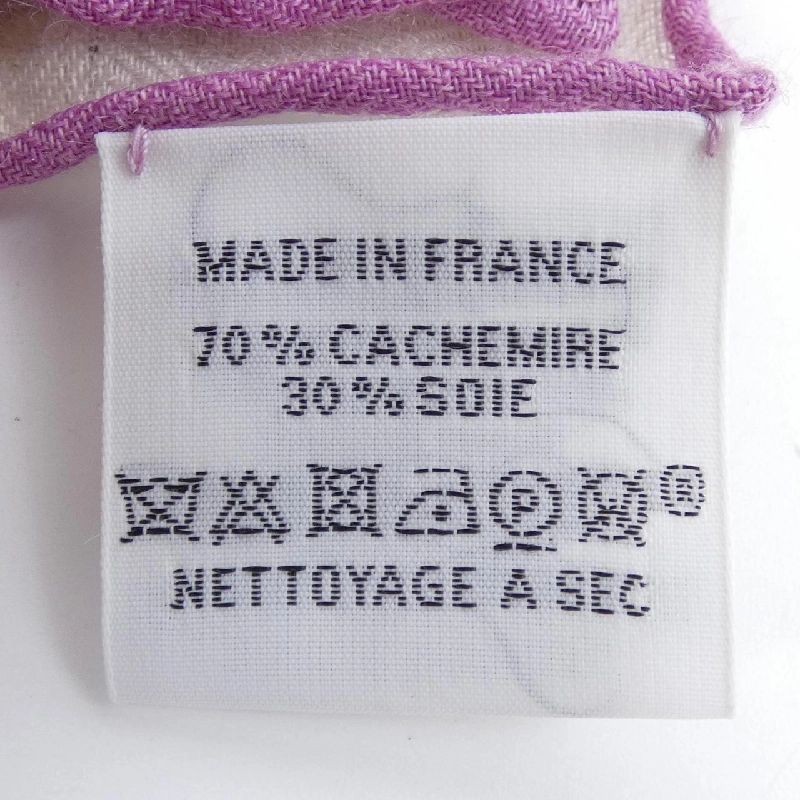 MADE IN FRANCE
70% CACHEMIRE
30% SOIE
P ®
NETTOYAGE A SEC